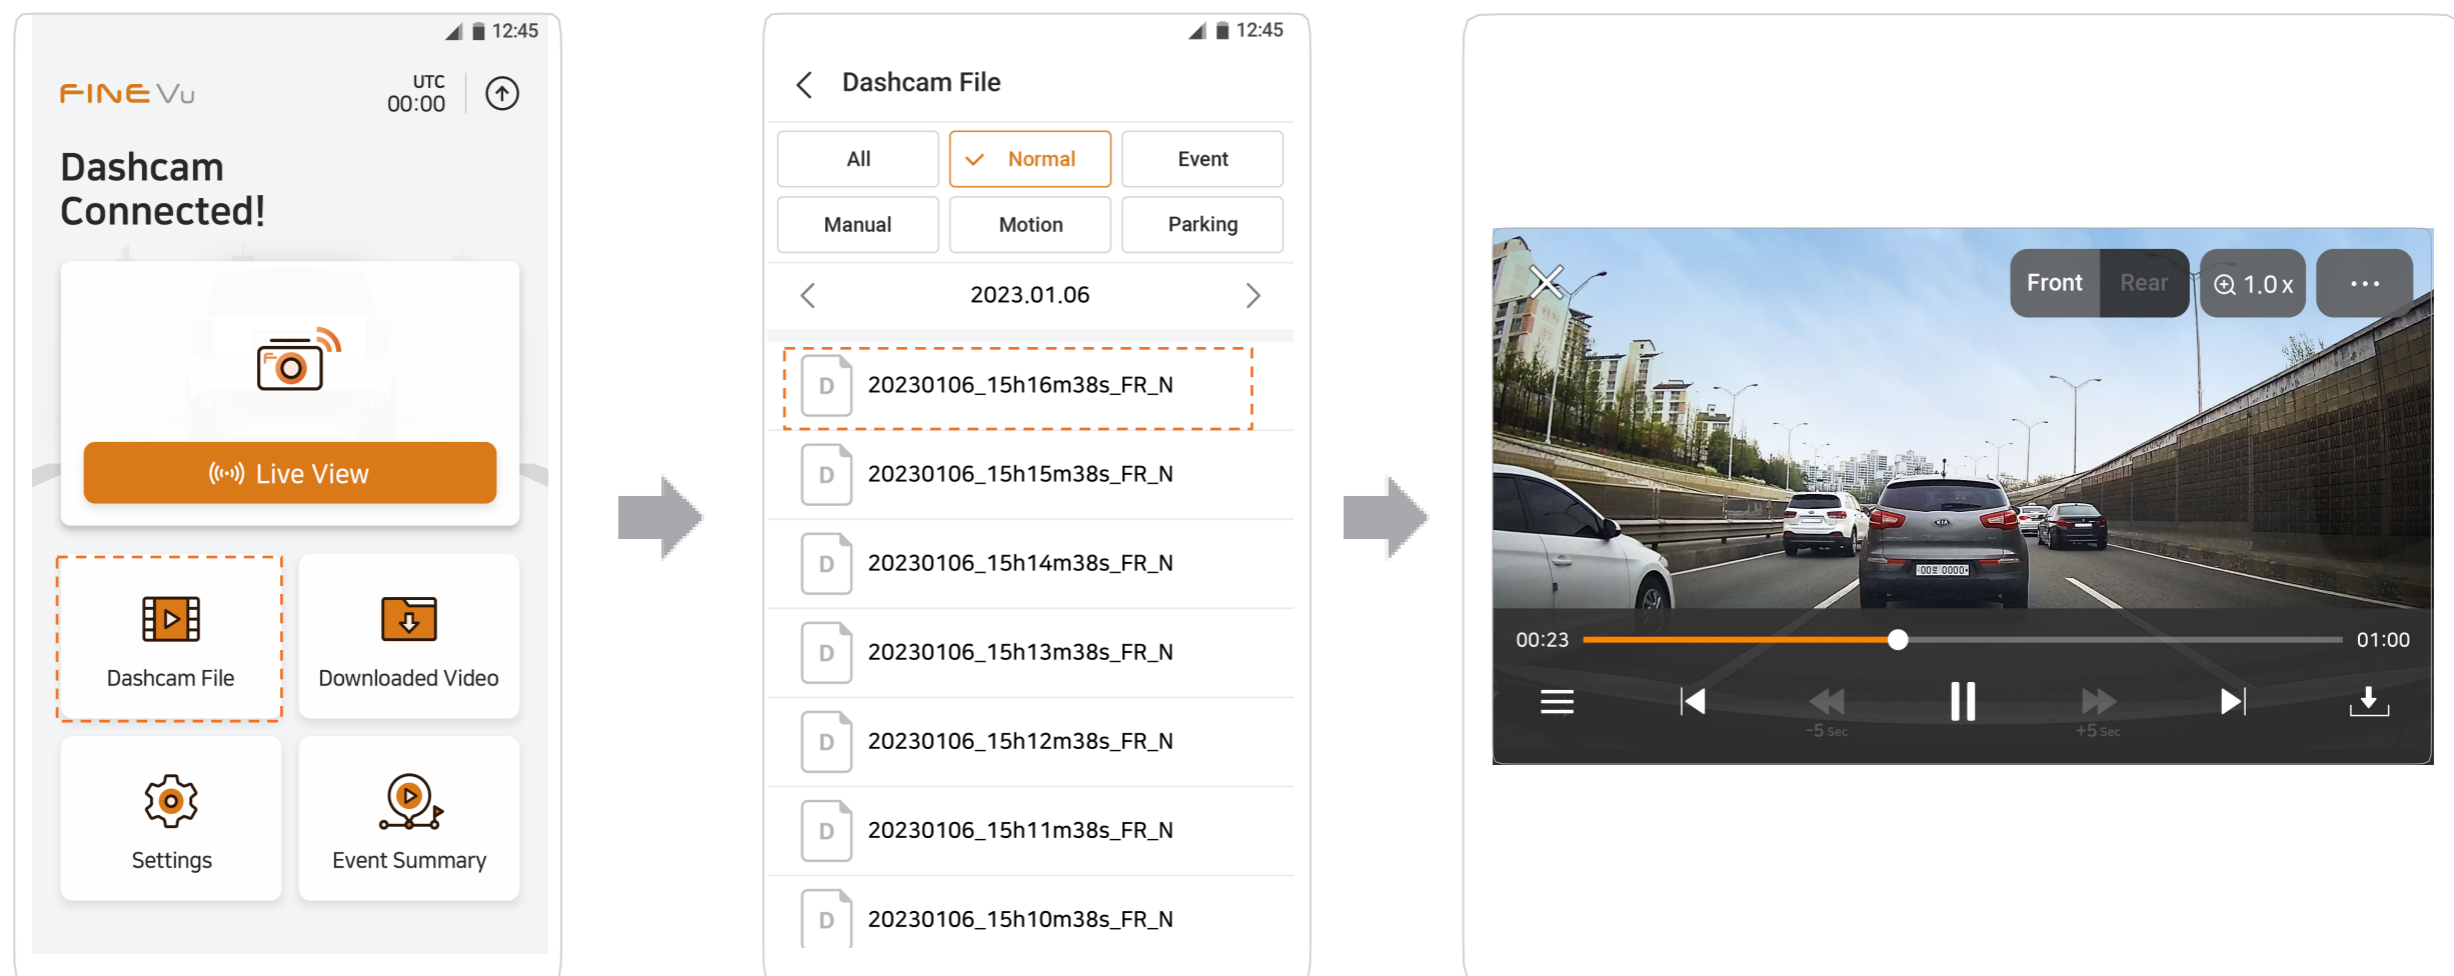 12:45
FINE Vu
UTC
00:00
Dashcam
Connected!
Live View
Dashcam File
Downloaded Video
Settings
Event Summary
12:45
Dashcam File
All
Normal
Event
Manual
Motion
Parking
2023.01.06
D 20230106_15h16m38s_FR_N
D 20230106_15h15m38s_FR_N
D 20230106_15h14m38s_FR_N
D 20230106_15h13m38s_FR_N
D 20230106_15h12m38s_FR_N
D 20230106_15h11m38s_FR_N
D 20230106_15h10m38s_FR_N
Front
Rear
1.0x
KIA
00:23
01:00
-5 Sec
+5 Sec